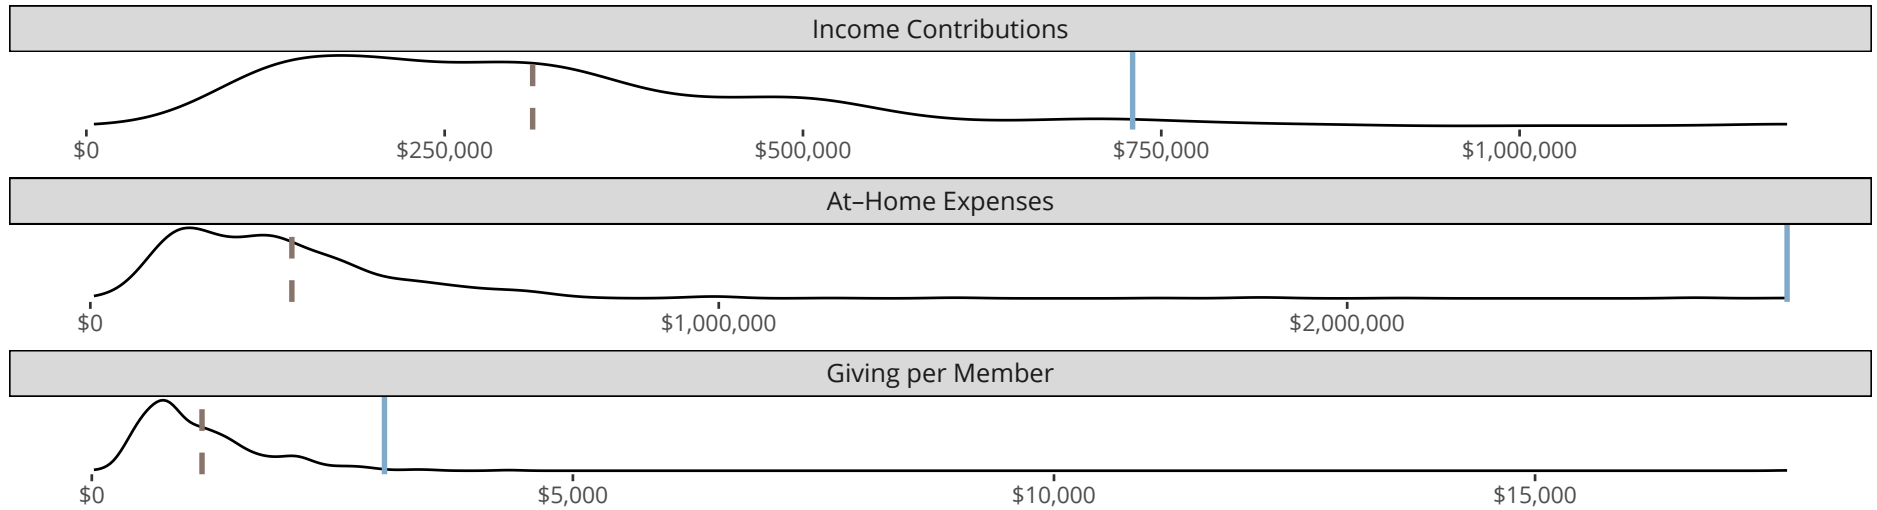 Income Contributions
$0 $250,000 $500,000 $750,000 $1,000,000
At–Home Expenses
$0 $1,000,000 $2,000,000
Giving per Member
$0 $5,000 $10,000 $15,000